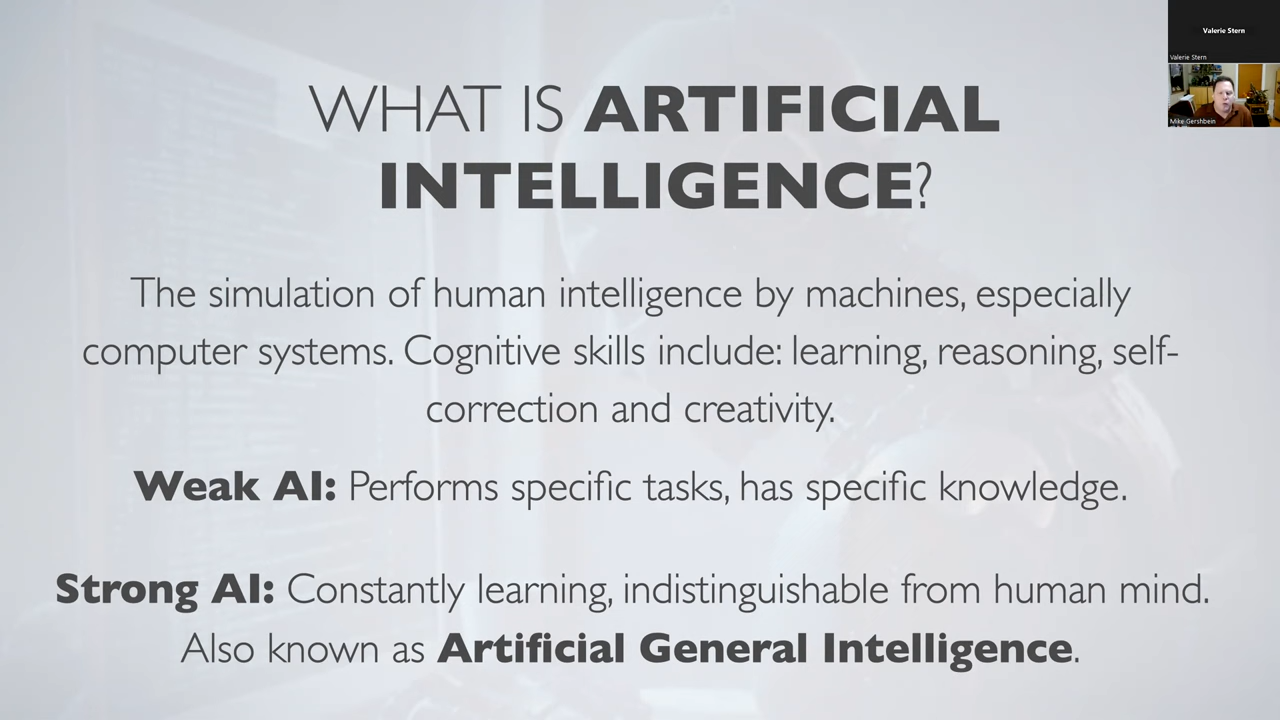 WHAT IS ARTIFICIAL
INTELLIGENCE?
The simulation of human intelligence by machines, especially
computer systems. Cognitive skills include: learning, reasoning, self-
correction and creativity.
Weak AI: Performs specific tasks, has specific knowledge.
Strong AI: Constantly learning, indistinguishable from human mind.
Also known as Artificial General Intelligence.
Valerie Stern
Valerie Stern
Mike Gershbein